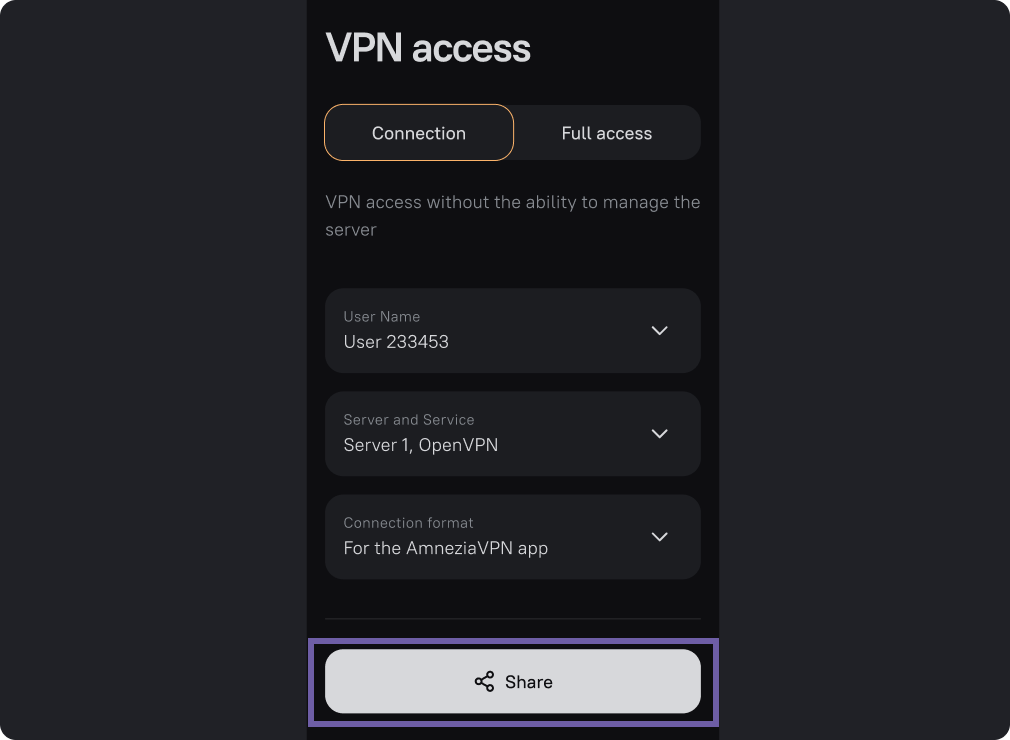 VPN access
Connection
Full access
VPN access without the ability to manage the
server
User Name
User 233453
Server and Service
Server 1, OpenVPN
Connection format
For the AmneziaVPN app
Share